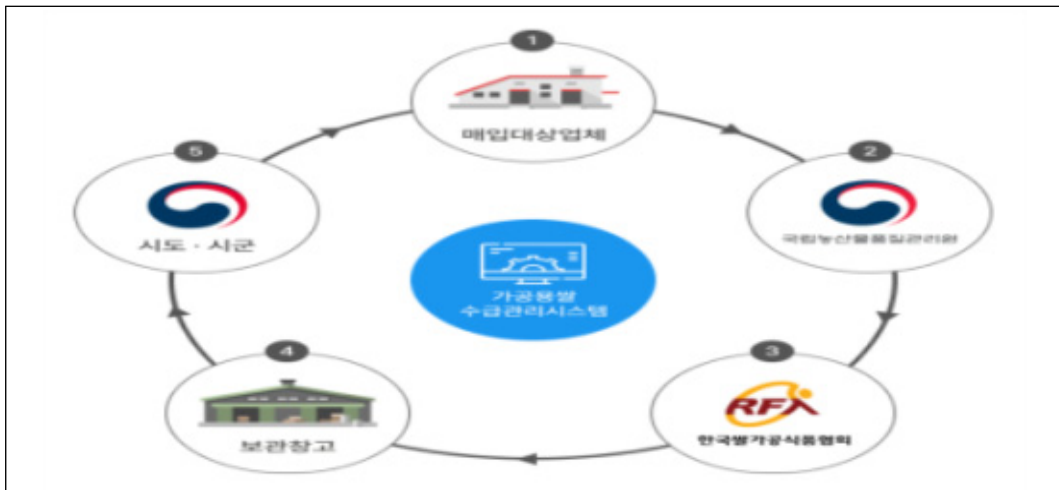 1
매입대상업체
2
국립농산물품질관리원
3
RFA
한국쌀가공식품협회
4
보관창고
5
시도 · 시군
가공용쌀
수급관리시스템